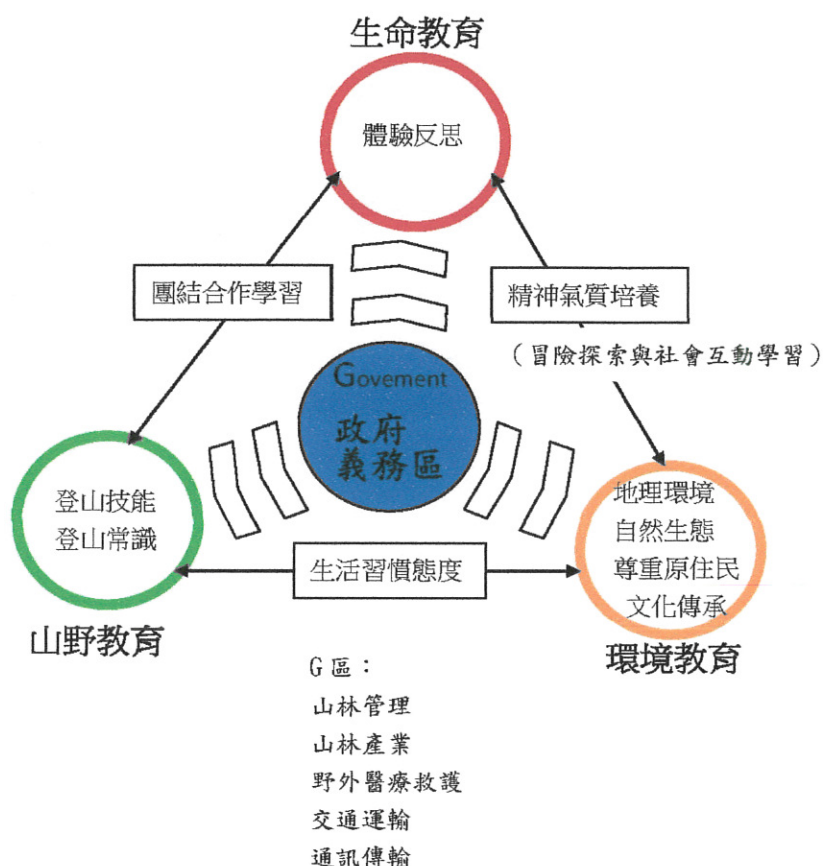 生命教育
體驗反思
團結合作學習
精神氣質培養
（冒險探索與社會互動學習）
Govement
政府
義務區
登山技能
登山常識
山野教育
生活習慣態度
地理環境
自然生態
尊重原住民
文化傳承
環境教育
G區：
山林管理
山林產業
野外醫療救護
交通運輸
通訊傳輸